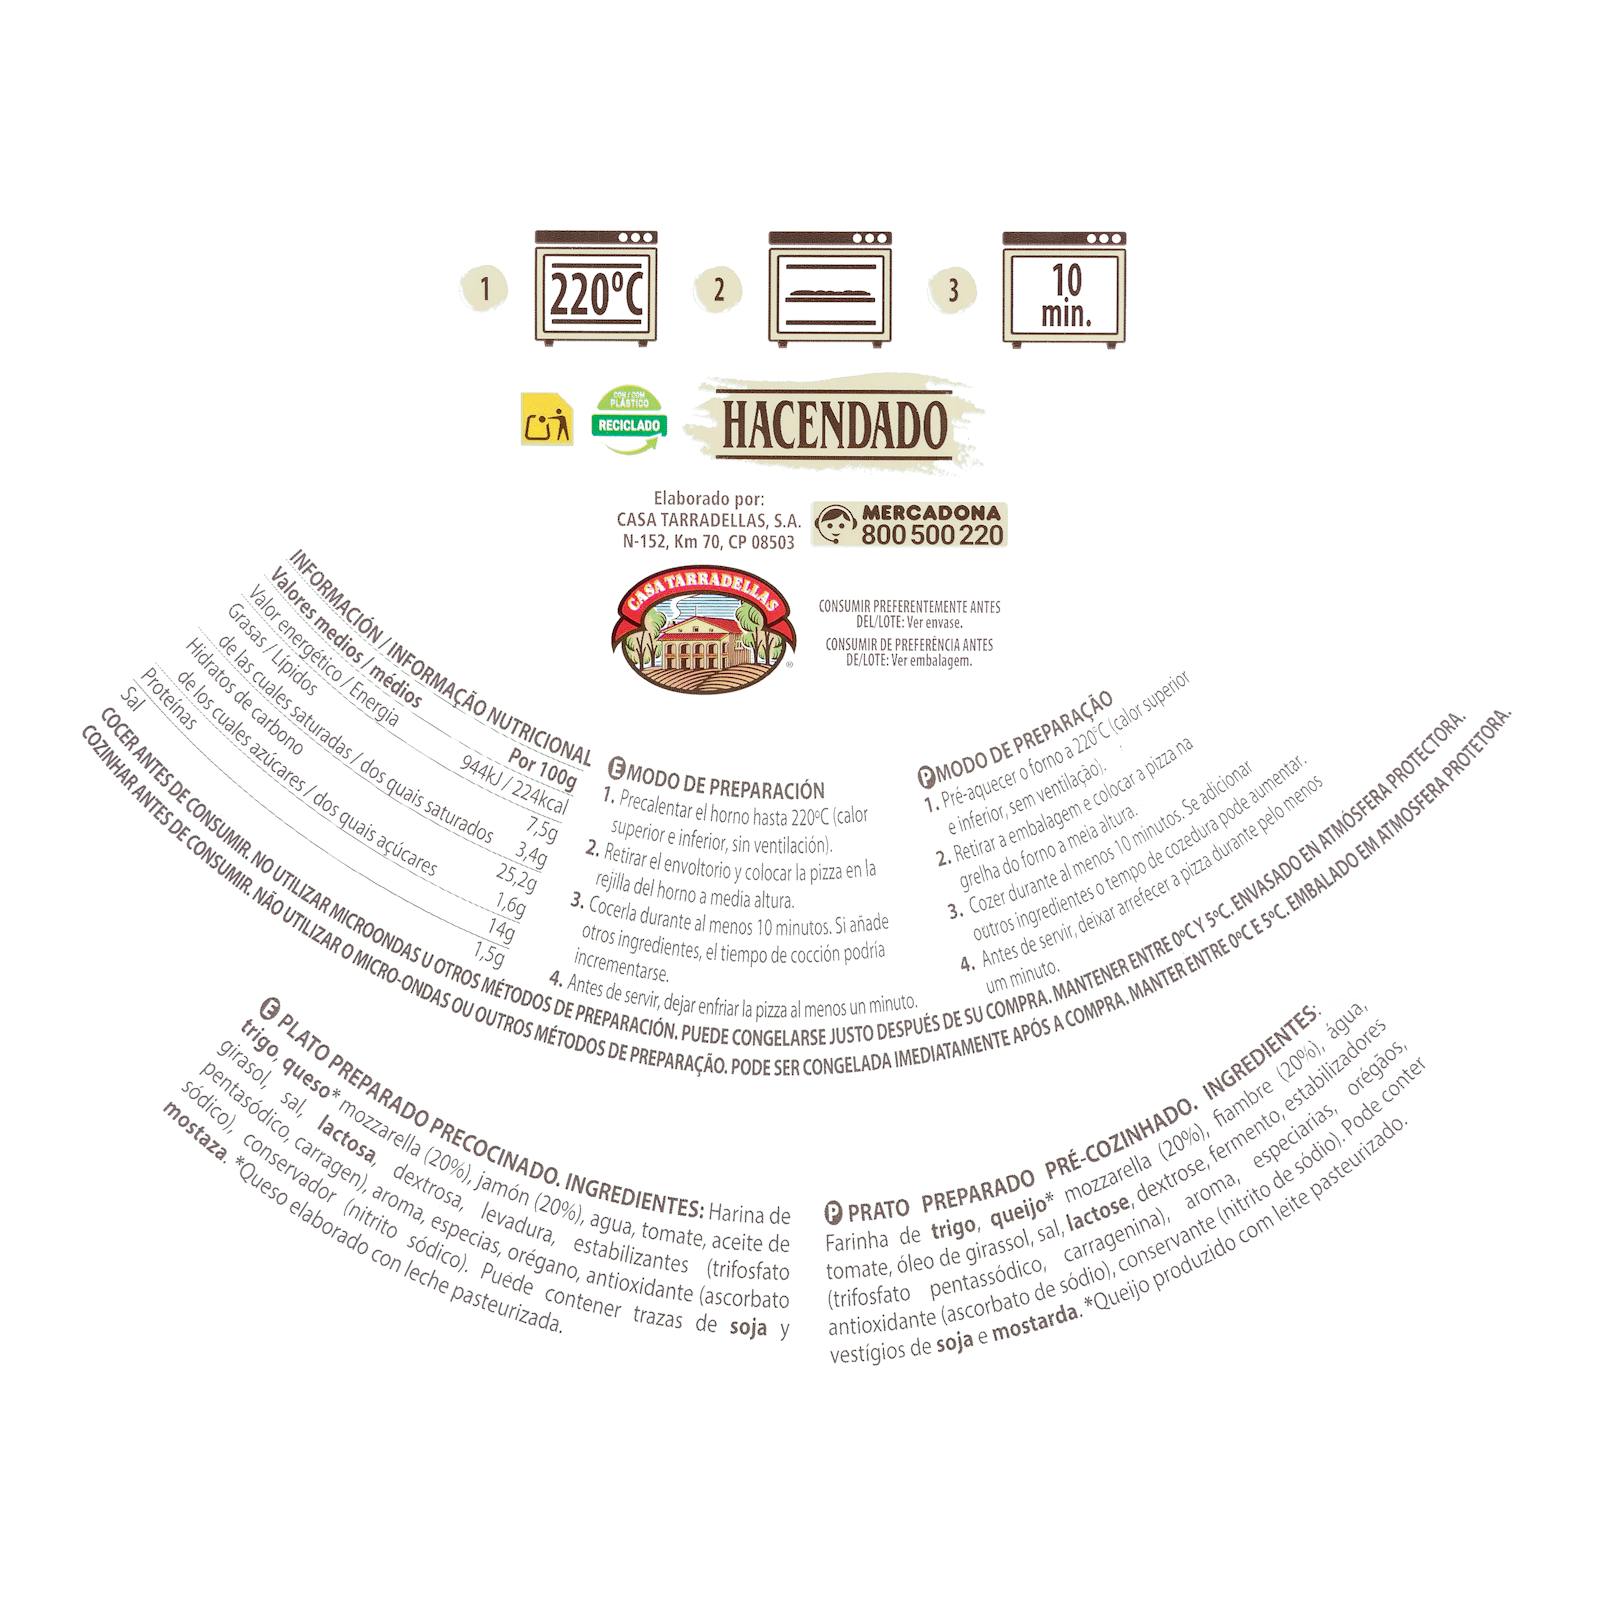 1
220ºC
2
3
10
min.
CON / COM
PLÁSTICO
RECICLADO
HACENDADO
Elaborado por:
CASA TARRADELLAS, S.A.
N-152, Km 70, CP 08503
MERCADONA
800 500 220
CASA TARRADELLAS
®
CONSUMIR PREFERENTEMENTE ANTES
DEL/LOTE: Ver envase.
CONSUMIR DE PREFERÊNCIA ANTES
DE/LOTE: Ver embalagem.
INFORMACIÓN / INFORMAÇÃO NUTRICIONAL
Valores medios / médios Por 100g
Valor energético / Energia 944kJ / 224kcal
Grasas / Lípidos 7,5g
de las cuales saturadas / dos quais saturados 3,4g
Hidratos de carbono 25,2g
de los cuales azúcares / dos quais açúcares 1,6g
Proteínas 14g
Sal 1,5g
E MODO DE PREPARACIÓN
1. Precalentar el horno hasta 220ºC (calor
superior e inferior, sin ventilación).
2. Retirar el envoltorio y colocar la pizza en la
rejilla del horno a media altura.
3. Cocerla durante al menos 10 minutos. Si añade
otros ingredientes, el tiempo de cocción podría
incrementarse.
4. Antes de servir, dejar enfriar la pizza al menos un minuto.
P MODO DE PREPARAÇÃO
1. Pré-aquecer o forno a 220ºC (calor superior
e inferior, sem ventilação).
2. Retirar a embalagem e colocar a pizza na
grelha do forno a meia altura.
3. Cozer durante al menos 10 minutos. Se adicionar
outros ingredientes o tempo de cozedura pode aumentar.
4. Antes de servir, deixar arrefecer a pizza durante pelo menos
um minuto.
COCER ANTES DE CONSUMIR. NO UTILIZAR MICROONDAS U OTROS MÉTODOS DE PREPARACIÓN. PUEDE CONGELARSE JUSTO DESPUÉS DE SU COMPRA. MANTENER ENTRE 0ºC Y 5ºC. ENVASADO EN ATMÓSFERA PROTECTORA.
COZINHAR ANTES DE CONSUMIR. NÃO UTILIZAR O MICRO-ONDAS OU OUTROS MÉTODOS DE PREPARAÇÃO. PODE SER CONGELADA IMEDIATAMENTE APÓS A COMPRA. MANTER ENTRE 0ºC E 5ºC. EMBALADO EM ATMOSFERA PROTETORA.
E PLATO PREPARADO PRECOCINADO. INGREDIENTES: Harina de
trigo, queso* mozzarella (20%), jamón (20%), agua, tomate, aceite de
girasol, sal, lactosa, dextrosa, levadura, estabilizantes (trifosfato
pentasódico, carragen), aroma, especias, orégano, antioxidante (ascorbato
sódico), conservador (nitrito sódico). Puede contener trazas de soja y
mostaza. *Queso elaborado con leche pasteurizada.
P PRATO PREPARADO PRÉ-COZINHADO. INGREDIENTES:
Farinha de trigo, queijo* mozzarella (20%), fiambre (20%), água,
tomate, óleo de girassol, sal, lactose, dextrose, fermento, estabilizadores
(trifosfato pentassódico, carragenina), aroma, especiarias, orégãos,
antioxidante (ascorbato de sódio), conservante (nitrito de sódio). Pode conter
vestígios de soja e mostarda. *Queijo produzido com leite pasteurizado.